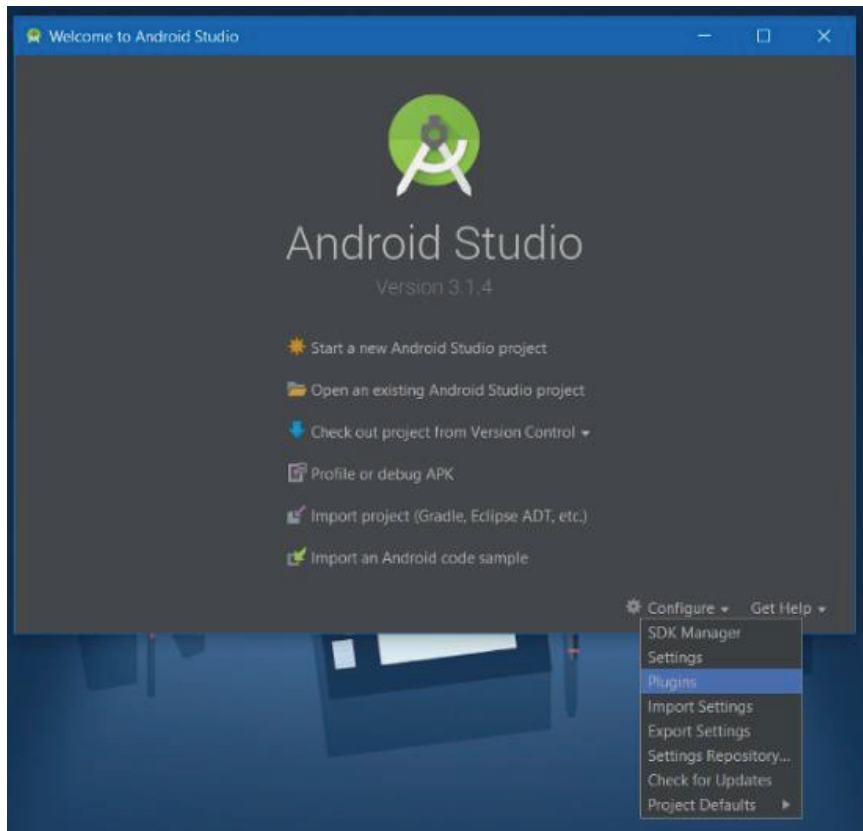 Welcome to Android Studio
Android Studio
Version 3.1.4
Start a new Android Studio project
Open an existing Android Studio project
Check out project from Version Control
Profile or debug APK
Import project (Gradle, Eclipse ADT, etc.)
Import an Android code sample
Configure Get Help
SDK Manager
Settings
Plugins
Import Settings
Export Settings
Settings Repository...
Check for Updates
Project Defaults